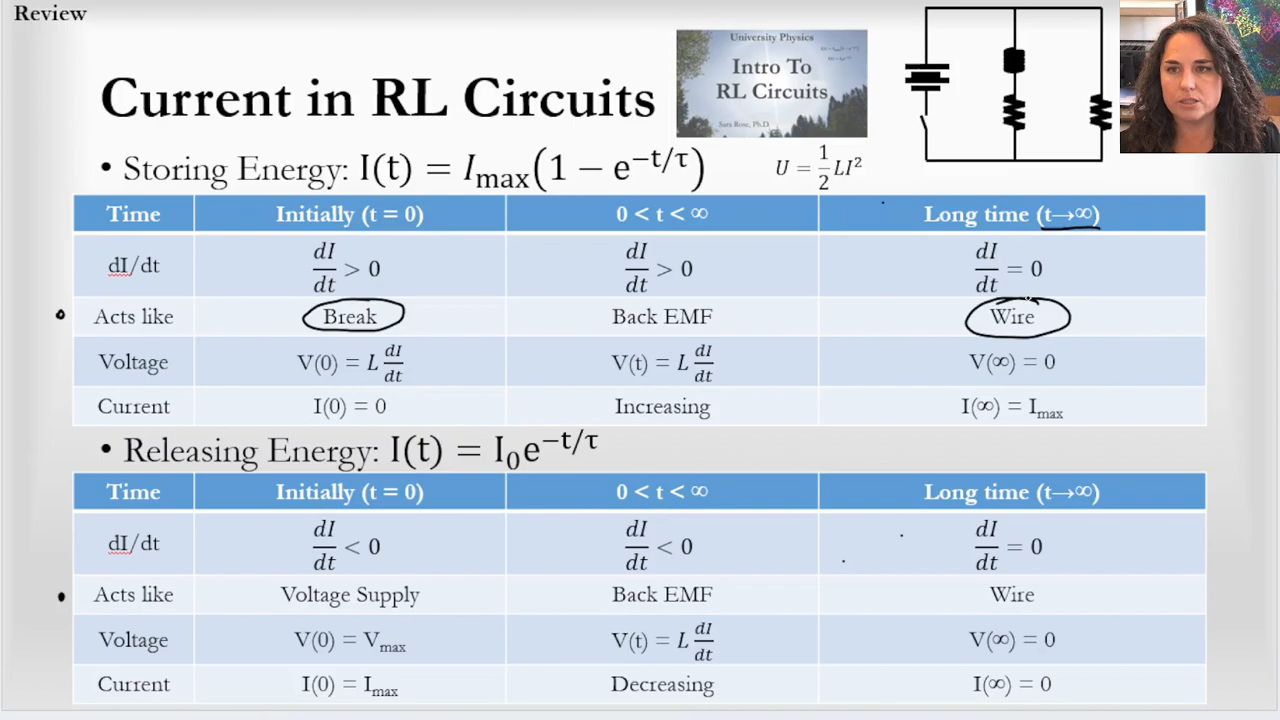 Review
University Physics
Intro To
RL Circuits
Sara Rose, Ph.D.
Current in RL Circuits
• Storing Energy: I(t) = I_max(1 − e^(−t/τ))
U = 1/2 LI²
Time Initially (t = 0) 0 < t < ∞ Long time (t→∞)
dI/dt dI/dt > 0 dI/dt > 0 dI/dt = 0
Acts like Break Back EMF Wire
Voltage V(0) = L dI/dt V(t) = L dI/dt V(∞) = 0
Current I(0) = 0 Increasing I(∞) = I_max
• Releasing Energy: I(t) = I₀e^(−t/τ)
Time Initially (t = 0) 0 < t < ∞ Long time (t→∞)
dI/dt dI/dt < 0 dI/dt < 0 dI/dt = 0
Acts like Voltage Supply Back EMF Wire
Voltage V(0) = V_max V(t) = L dI/dt V(∞) = 0
Current I(0) = I_max Decreasing I(∞) = 0